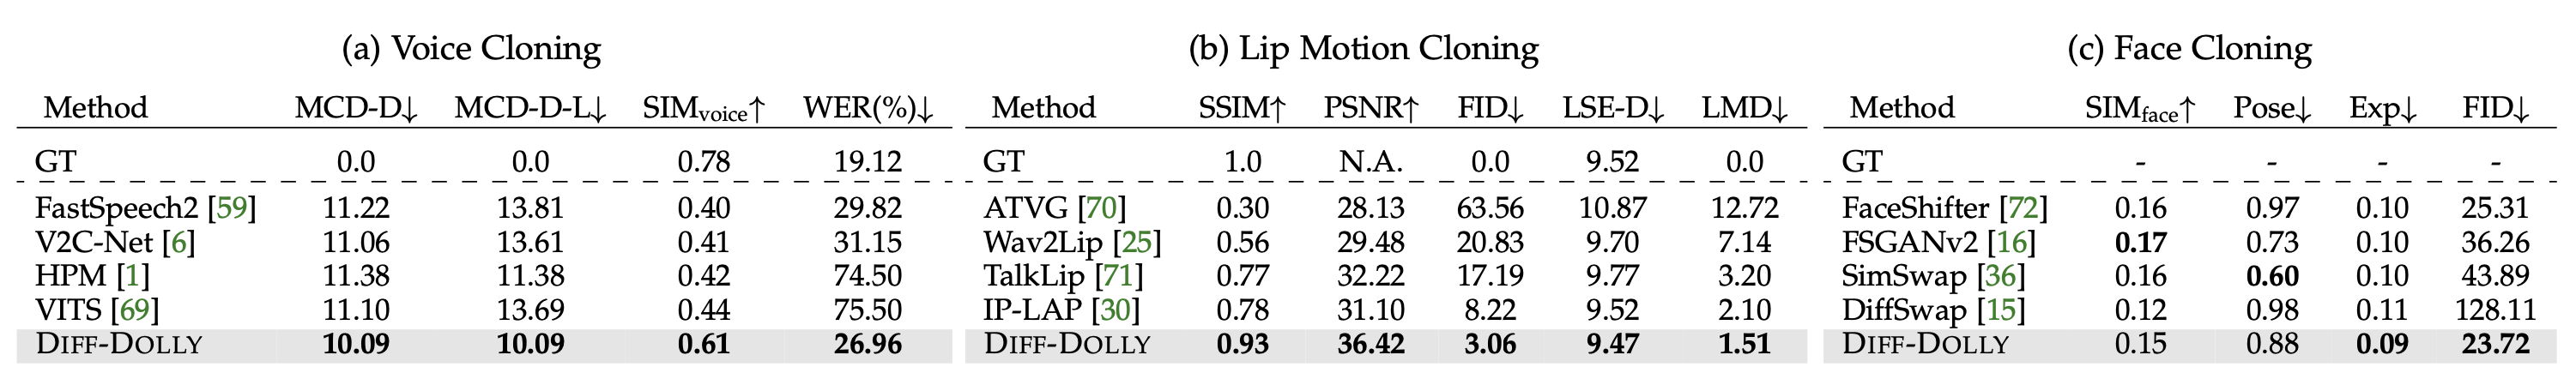 (a) Voice Cloning
Method MCD-D↓ MCD-D-L↓ SIMvoice↑ WER(%)↓
GT 0.0 0.0 0.78 19.12
FastSpeech2 [59] 11.22 13.81 0.40 29.82
V2C-Net [6] 11.06 13.61 0.41 31.15
HPM [1] 11.38 11.38 0.42 74.50
VITS [69] 11.10 13.69 0.44 75.50
DIFF-DOLLY 10.09 10.09 0.61 26.96
(b) Lip Motion Cloning
Method SSIM↑ PSNR↑ FID↓ LSE-D↓ LMD↓
GT 1.0 N.A. 0.0 9.52 0.0
ATVG [70] 0.30 28.13 63.56 10.87 12.72
Wav2Lip [25] 0.56 29.48 20.83 9.70 7.14
TalkLip [71] 0.77 32.22 17.19 9.77 3.20
IP-LAP [30] 0.78 31.10 8.22 9.52 2.10
DIFF-DOLLY 0.93 36.42 3.06 9.47 1.51
(c) Face Cloning
Method SIMface↑ Pose↓ Exp↓ FID↓
GT - - - -
FaceShifter [72] 0.16 0.97 0.10 25.31
FSGANv2 [16] 0.17 0.73 0.10 36.26
SimSwap [36] 0.16 0.60 0.10 43.89
DiffSwap [15] 0.12 0.98 0.11 128.11
DIFF-DOLLY 0.15 0.88 0.09 23.72